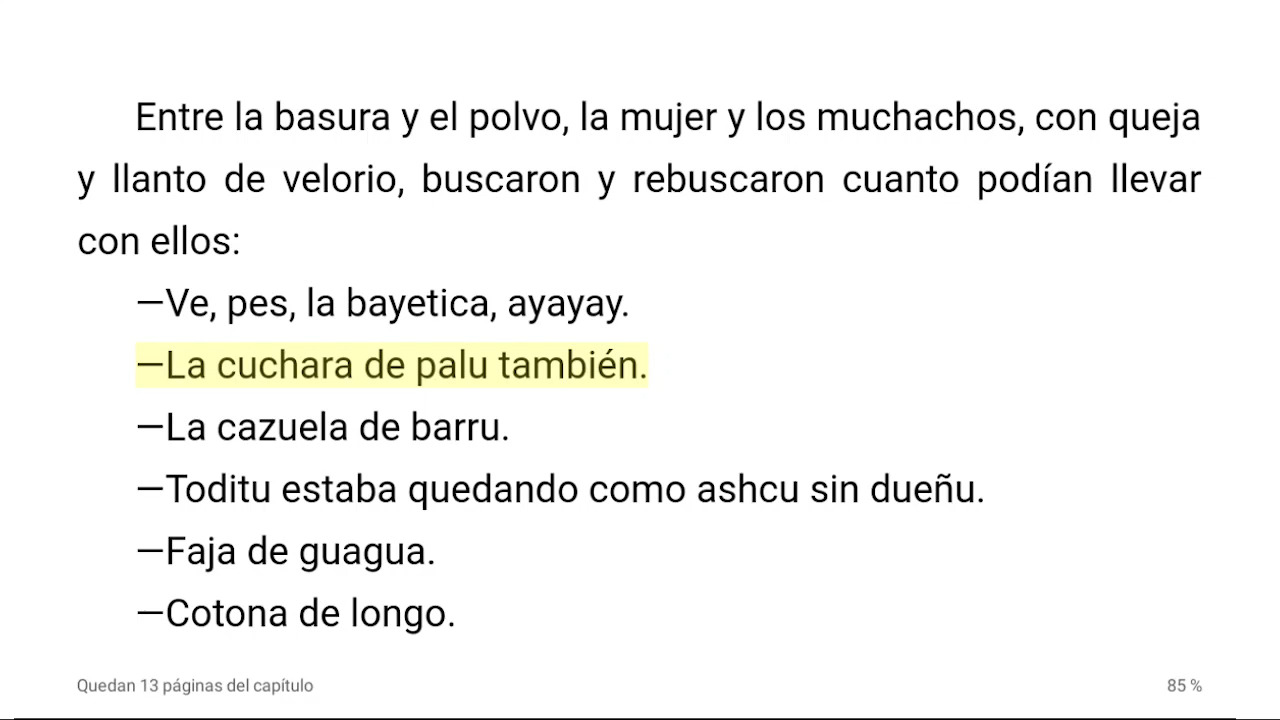 Entre la basura y el polvo, la mujer y los muchachos, con queja
y llanto de velorio, buscaron y rebuscaron cuanto podían llevar
con ellos:
—Ve, pes, la bayetica, ayayay.
—La cuchara de palu también.
—La cazuela de barru.
—Toditu estaba quedando como ashcu sin dueñu.
—Faja de guagua.
—Cotona de longo.
Quedan 13 páginas del capítulo
85 %